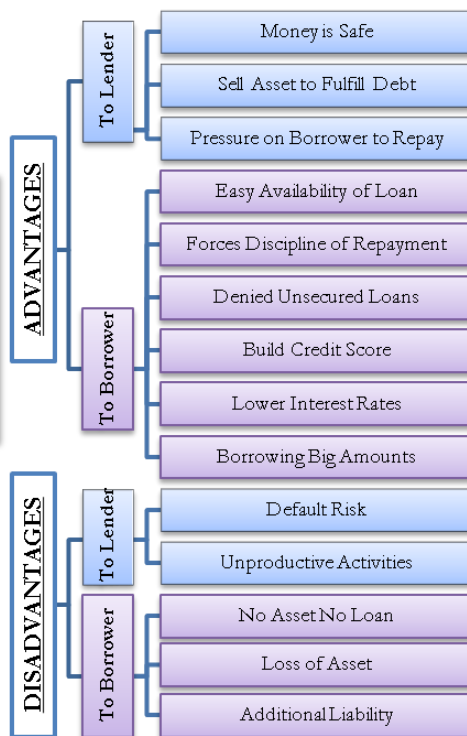 ADVANTAGES
To Lender
Money is Safe
Sell Asset to Fulfill Debt
Pressure on Borrower to Repay
To Borrower
Easy Availability of Loan
Forces Discipline of Repayment
Denied Unsecured Loans
Build Credit Score
Lower Interest Rates
Borrowing Big Amounts
DISADVANTAGES
To Lender
Default Risk
Unproductive Activities
To Borrower
No Asset No Loan
Loss of Asset
Additional Liability